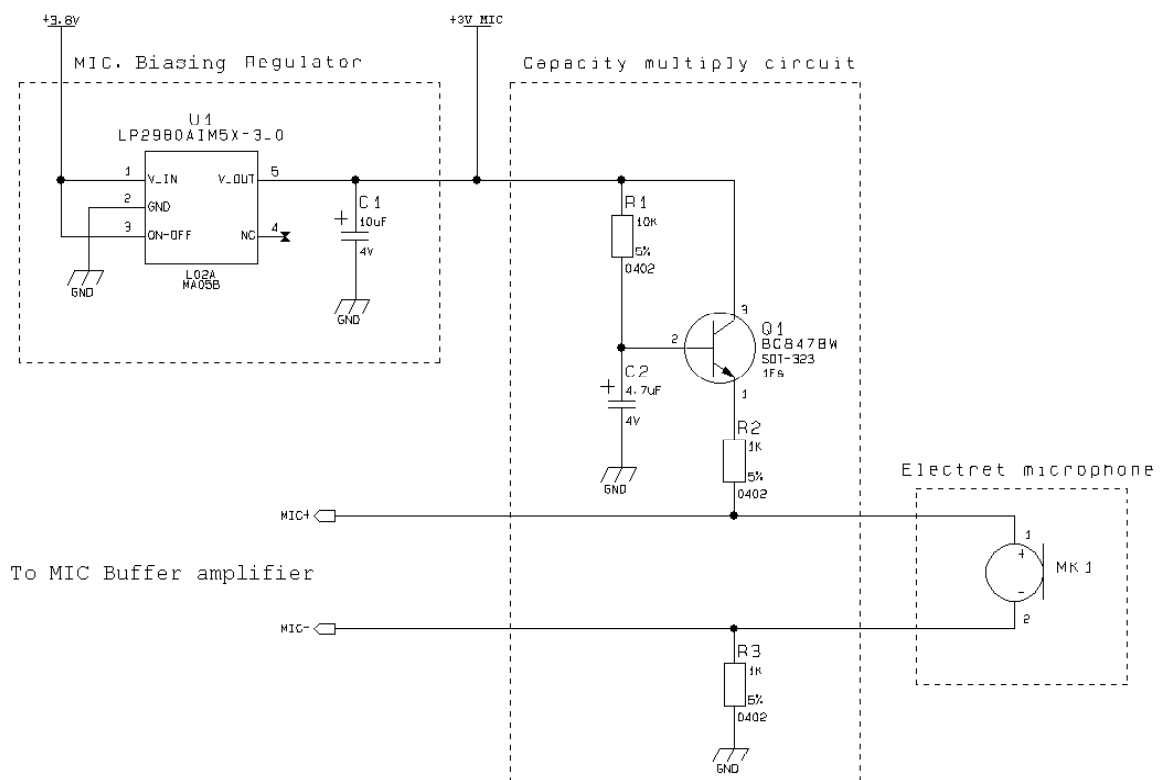 +3.8V
+3V MIC
MIC. Biasing Regulator
Capacity multiply circuit
U1
LP2980AIM5X-3_0
1
V_IN
V_OUT
5
2
GND
3
ON-OFF
NC
4
L02A
MA05B
GND
C1
+
10uF
4V
GND
R1
10K
5%
0402
2
3
Q1
BC847BW
SOT-323
1Fs
1
C2
+
4.7uF
4V
GND
R2
1K
5%
0402
Electret microphone
MIC+
1
+
MK1
-
2
To MIC Buffer amplifier
MIC-
R3
1K
5%
0402
GND